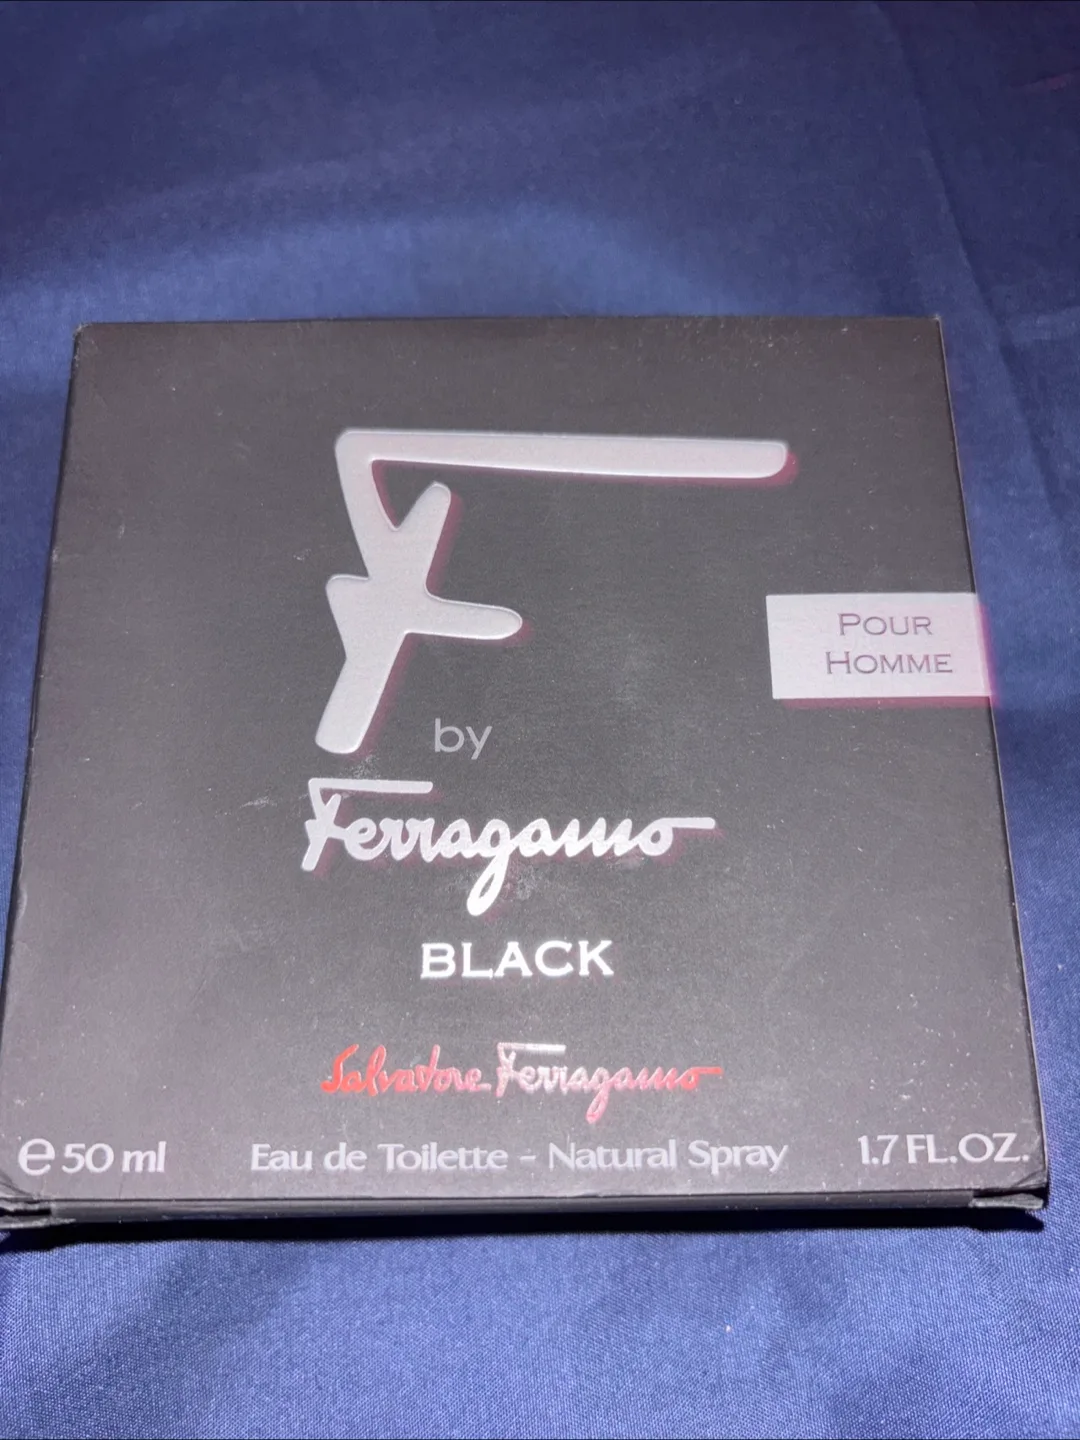 F
POUR
HOMME
by
Ferragamo
BLACK
Salvatore Ferragamo
e 50 ml Eau de Toilette - Natural Spray 1.7 FL.OZ.